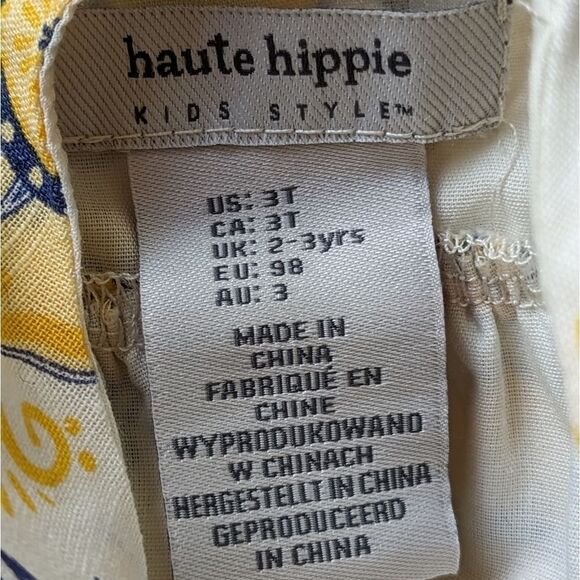 haute hippie
KIDS STYLE™
US: 3T
CA: 3T
UK: 2-3yrs
EU: 98
AU: 3
MADE IN
CHINA
FABRIQUÉ EN
CHINE
WYPRODUKOWANO
W CHINACH
HERGESTELLT IN CHINA
GEPRODUCEERD
IN CHINA